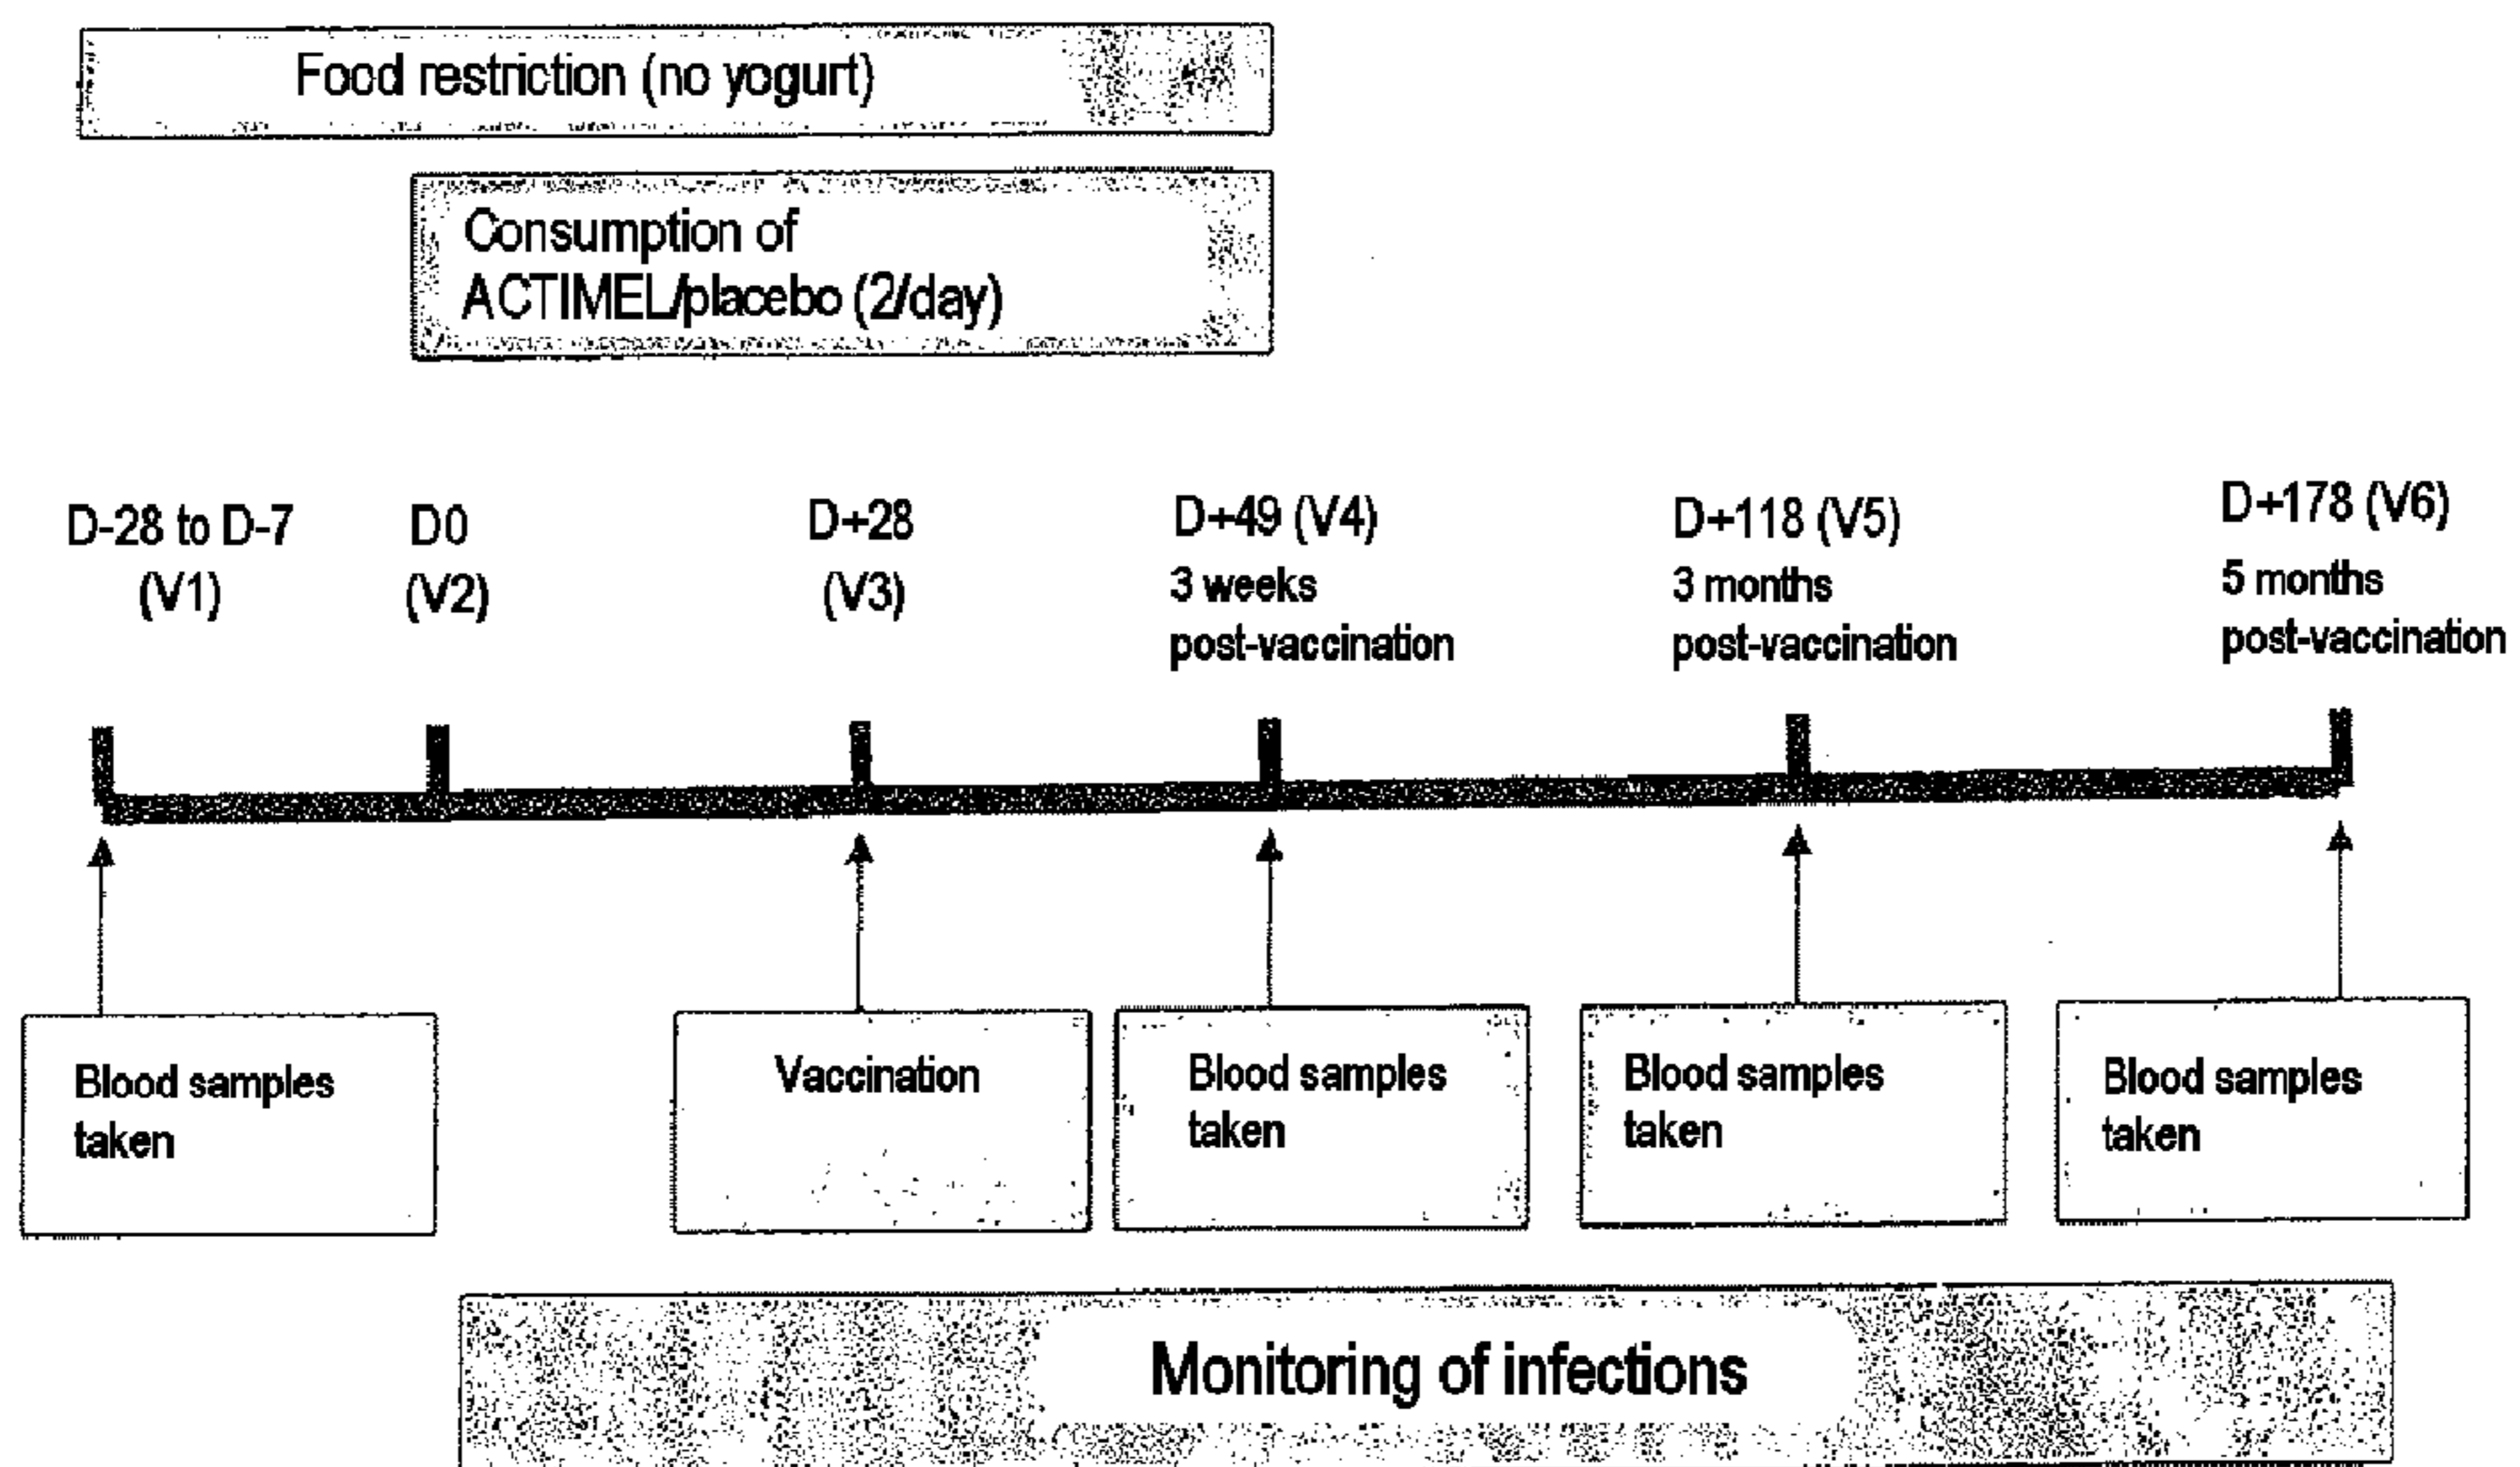 Food restriction (no yogurt)
Consumption of
ACTIMEL/placebo (2/day)
D-28 to D-7
(V1)
D0
(V2)
D+28
(V3)
D+49 (V4)
3 weeks
post-vaccination
D+118 (V5)
3 months
post-vaccination
D+178 (V6)
5 months
post-vaccination
Blood samples
taken
Vaccination
Blood samples
taken
Blood samples
taken
Blood samples
taken
Monitoring of infections